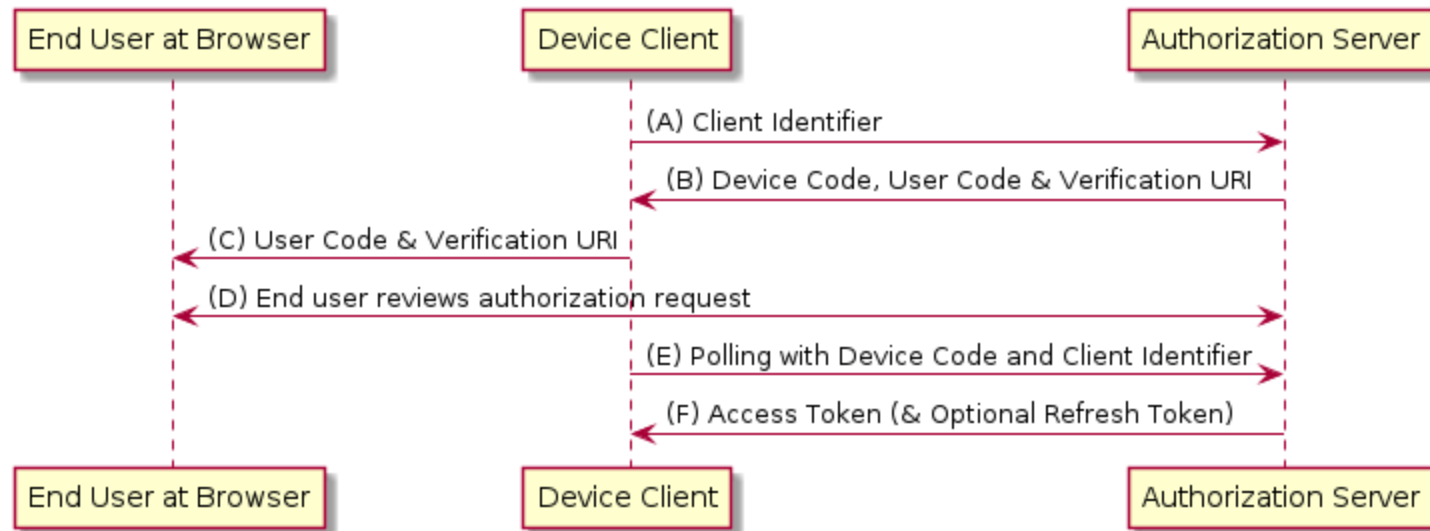 End User at Browser
Device Client
Authorization Server
(A) Client Identifier
(B) Device Code, User Code & Verification URI
(C) User Code & Verification URI
(D) End user reviews authorization request
(E) Polling with Device Code and Client Identifier
(F) Access Token (& Optional Refresh Token)
End User at Browser
Device Client
Authorization Server